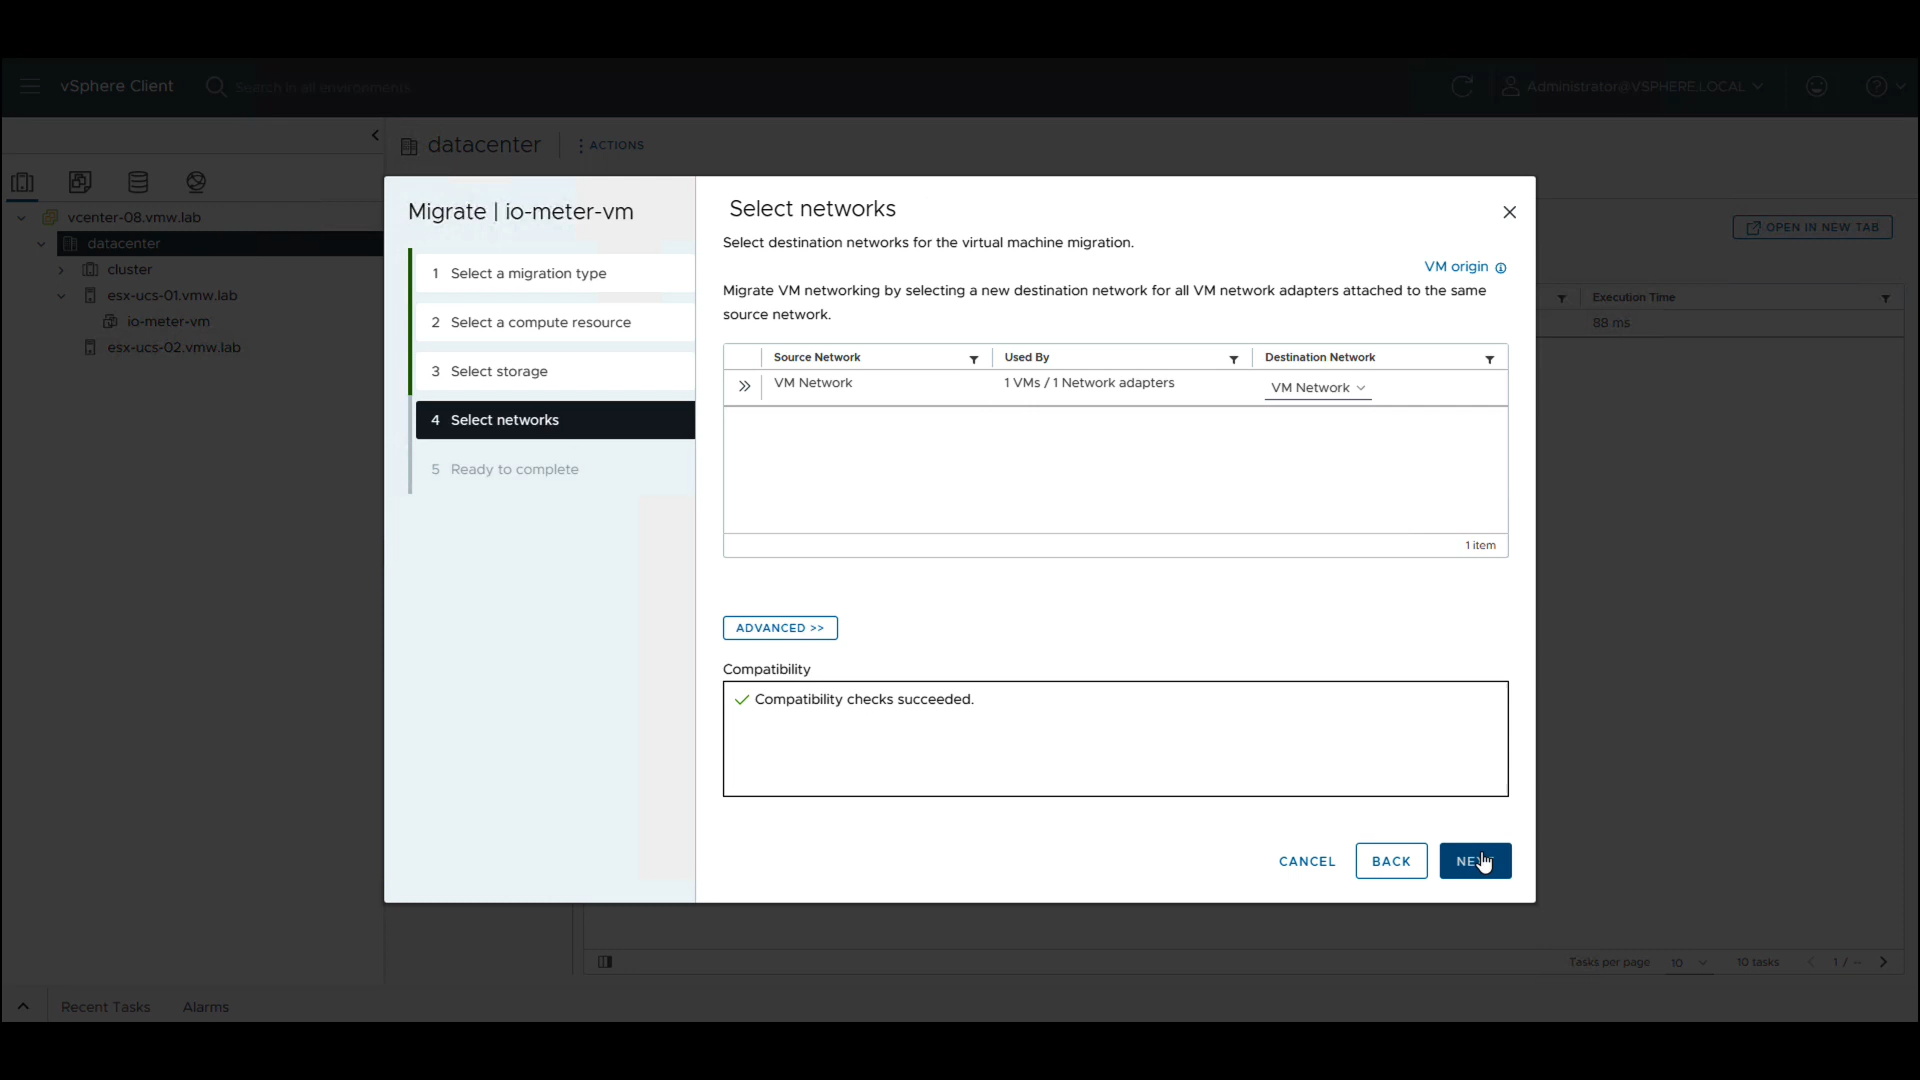 vSphere Client
Search in all environments
Administrator@VSPHERE.LOCAL
datacenter
ACTIONS
vcenter-08.vmw.lab
datacenter
cluster
esx-ucs-01.vmw.lab
io-meter-vm
esx-ucs-02.vmw.lab
OPEN IN NEW TAB
Execution Time
88 ms
Migrate | io-meter-vm
1 Select a migration type
2 Select a compute resource
3 Select storage
4 Select networks
5 Ready to complete
Select networks
Select destination networks for the virtual machine migration.
VM origin
Migrate VM networking by selecting a new destination network for all VM network adapters attached to the same
source network.
Source Network Used By Destination Network
VM Network 1 VMs / 1 Network adapters VM Network
1 item
ADVANCED >>
Compatibility
Compatibility checks succeeded.
CANCEL BACK
Tasks per page 10 10 tasks 1 / --
Recent Tasks Alarms